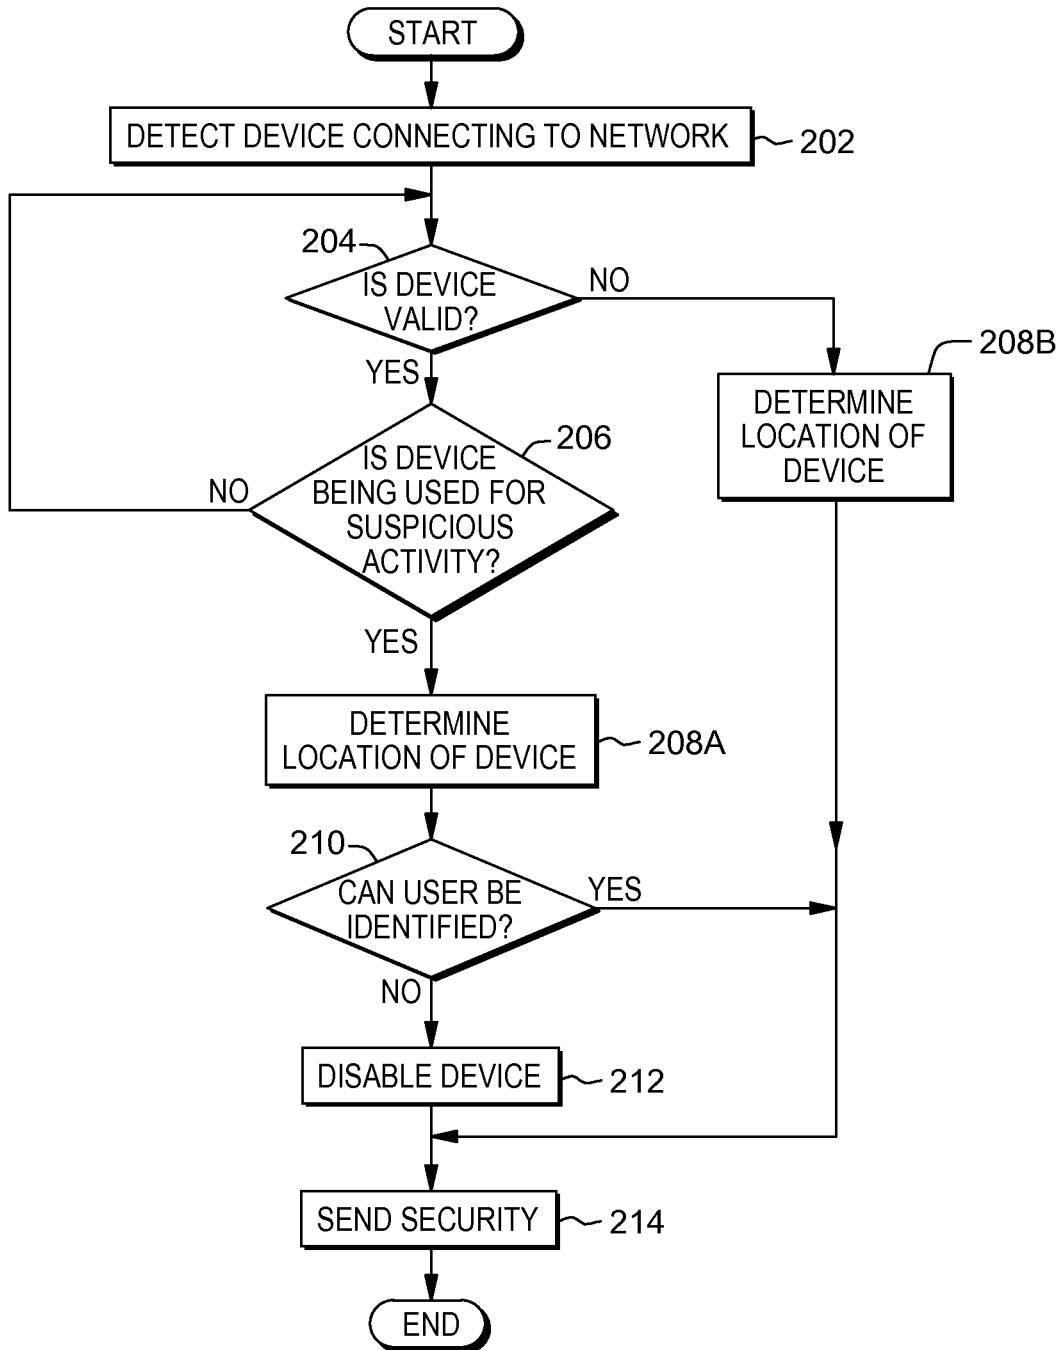 START
DETECT DEVICE CONNECTING TO NETWORK
202
204
IS DEVICE
VALID?
NO
YES
208B
DETERMINE
LOCATION OF
DEVICE
206
IS DEVICE
BEING USED FOR
SUSPICIOUS
ACTIVITY?
NO
YES
DETERMINE
LOCATION OF DEVICE
208A
210
CAN USER BE
IDENTIFIED?
YES
NO
DISABLE DEVICE
212
SEND SECURITY
214
END